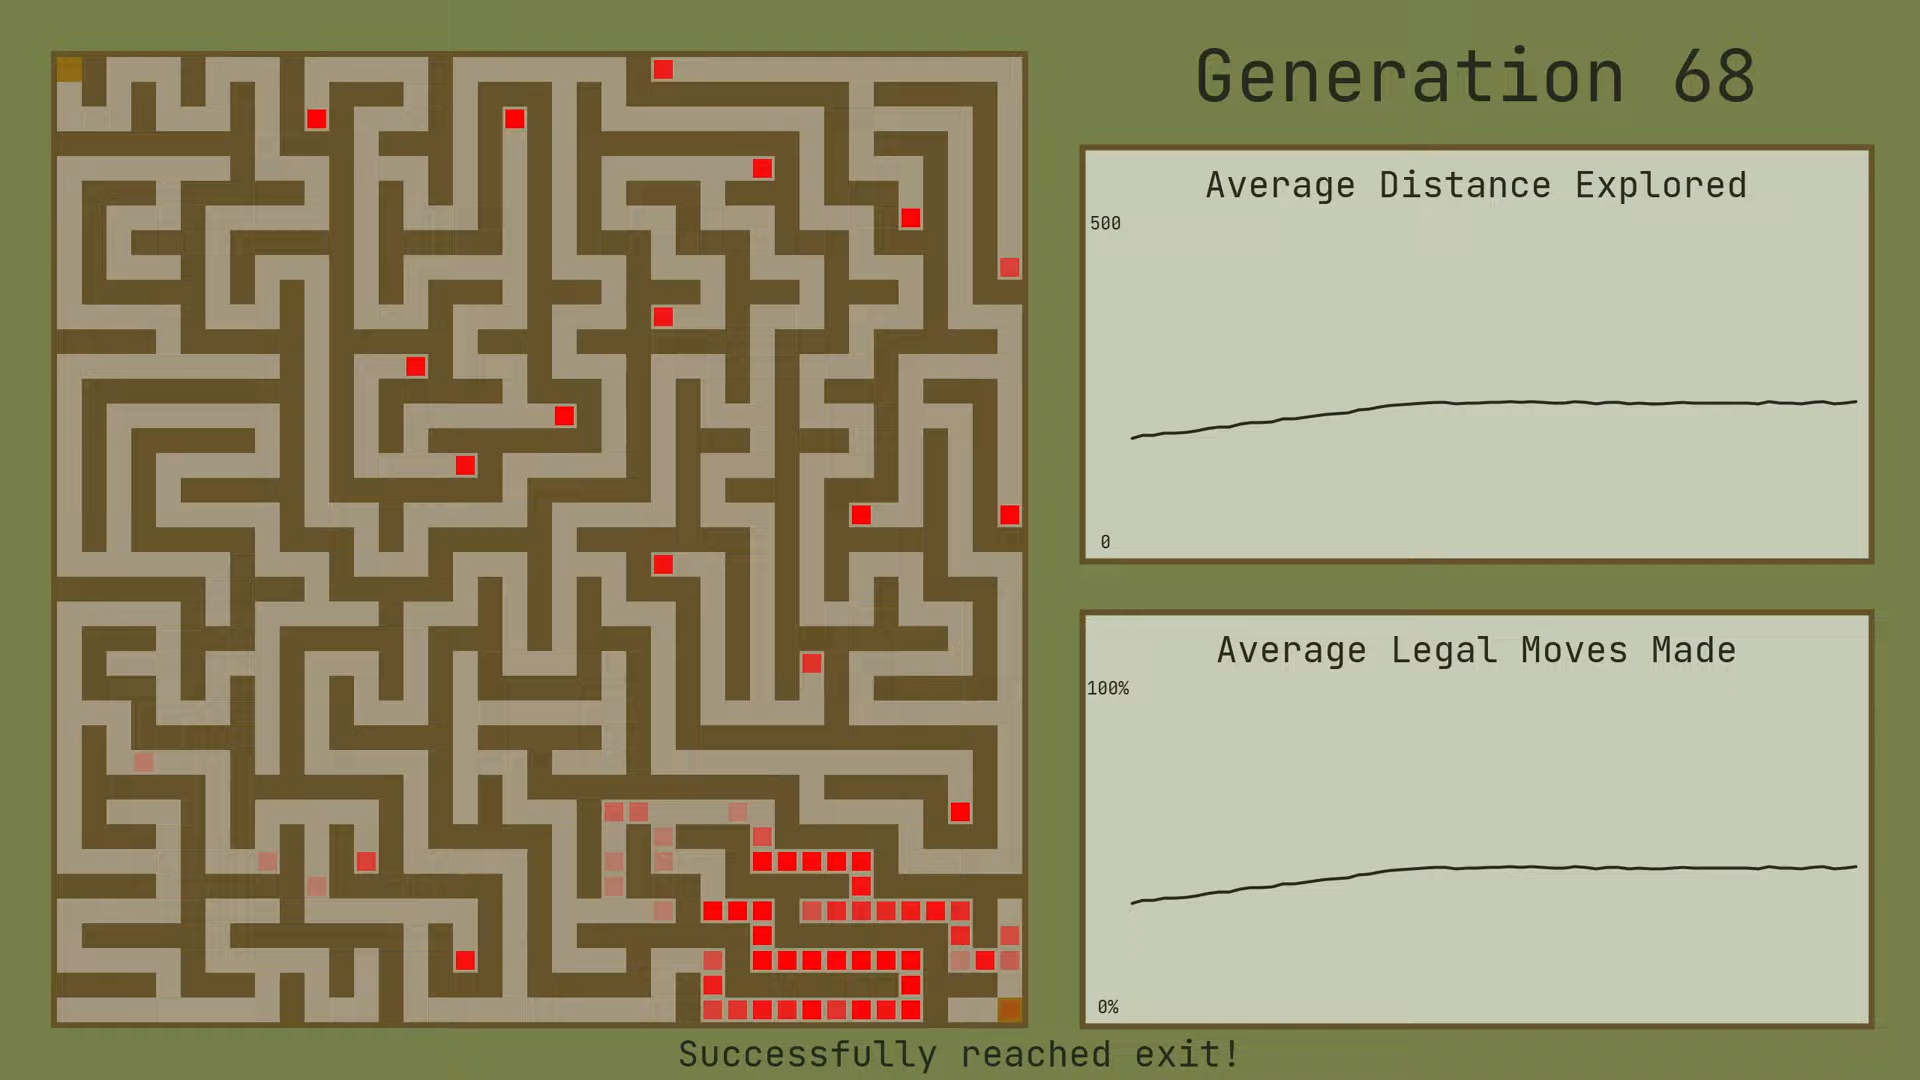 Generation 68
Average Distance Explored
500
0
Average Legal Moves Made
100%
0%
Successfully reached exit!